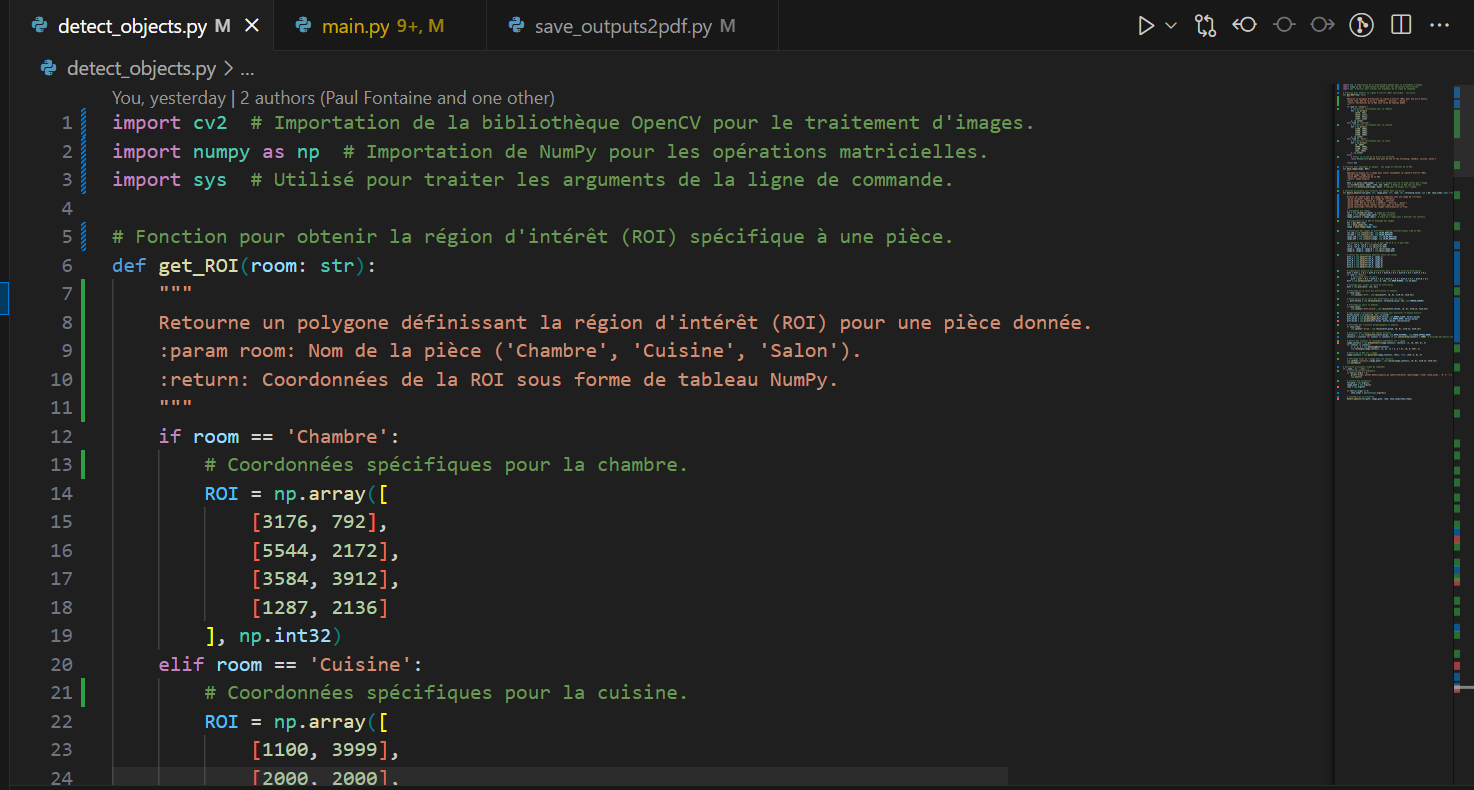 detect_objects.py M main.py 9+, M save_outputs2pdf.py M
detect_objects.py > ...
You, yesterday | 2 authors (Paul Fontaine and one other)
1 import cv2  # Importation de la bibliothèque OpenCV pour le traitement d'images.
2 import numpy as np  # Importation de NumPy pour les opérations matricielles.
3 import sys  # Utilisé pour traiter les arguments de la ligne de commande.
4
5 # Fonction pour obtenir la région d'intérêt (ROI) spécifique à une pièce.
6 def get_ROI(room: str):
7     """
8     Retourne un polygone définissant la région d'interêt (ROI) pour une pièce donnée.
9     :param room: Nom de la pièce ('Chambre', 'Cuisine', 'Salon').
10     :return: Coordonnées de la ROI sous forme de tableau NumPy.
11     """
12     if room == 'Chambre':
13         # Coordonnées spécifiques pour la chambre.
14         ROI = np.array([
15             [3176, 792],
16             [5544, 2172],
17             [3584, 3912],
18             [1287, 2136]
19         ], np.int32)
20     elif room == 'Cuisine':
21         # Coordonnées spécifiques pour la cuisine.
22         ROI = np.array([
23             [1100, 3999],
24             [2000, 2000],